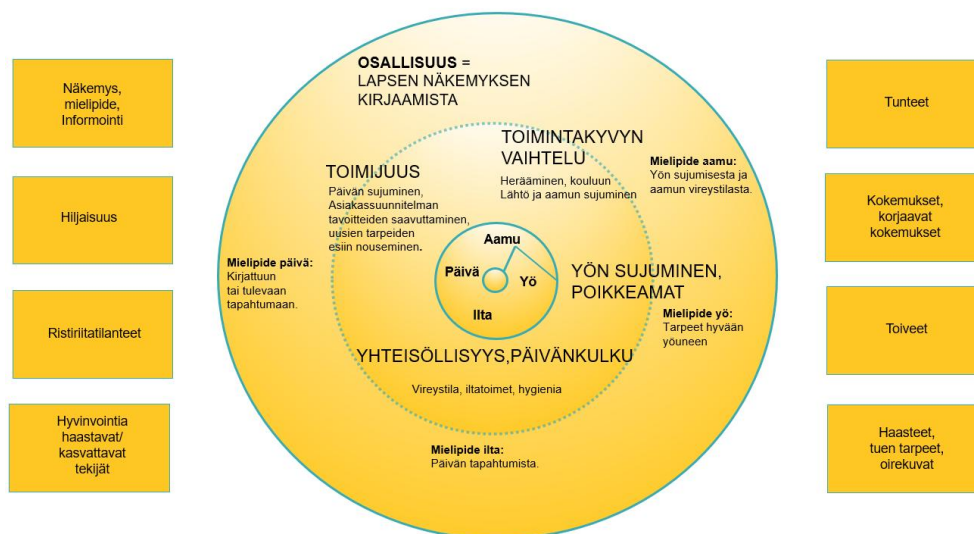 Näkemys,
mielipide,
Informointi
Hiljaisuus
Ristiriitatilanteet
Hyvinvointia
haastavat/
kasvattavat
tekijät
OSALLISUUS =
LAPSEN NÄKEMYKSEN
KIRJAAMISTA
TOIMIJUUS
Päivän sujuminen,
Asiakassuunnitelman
tavoitteiden saavuttaminen,
uusien tarpeiden
esiin nouseminen.
TOIMINTAKYVYN
VAIHTELU
Herääminen, kouluun
Lähtö ja aamun sujuminen
Mielipide aamu:
Yön sujumisesta ja
aamun vireystilasta.
Mielipide päivä:
Kirjattuun
tai tulevaan
tapahtumaan.
Aamu
Päivä
Yö
Ilta
YÖN SUJUMINEN,
POIKKEAMAT
Mielipide yö:
Tarpeet hyvään
yöuneen
YHTEISÖLLISYYS,PÄIVÄNKULKU
Vireystila, iltatoimet, hygienia
Mielipide ilta:
Päivän tapahtumista.
Tunteet
Kokemukset,
korjaavat
kokemukset
Toiveet
Haasteet,
tuen tarpeet,
oirekuvat